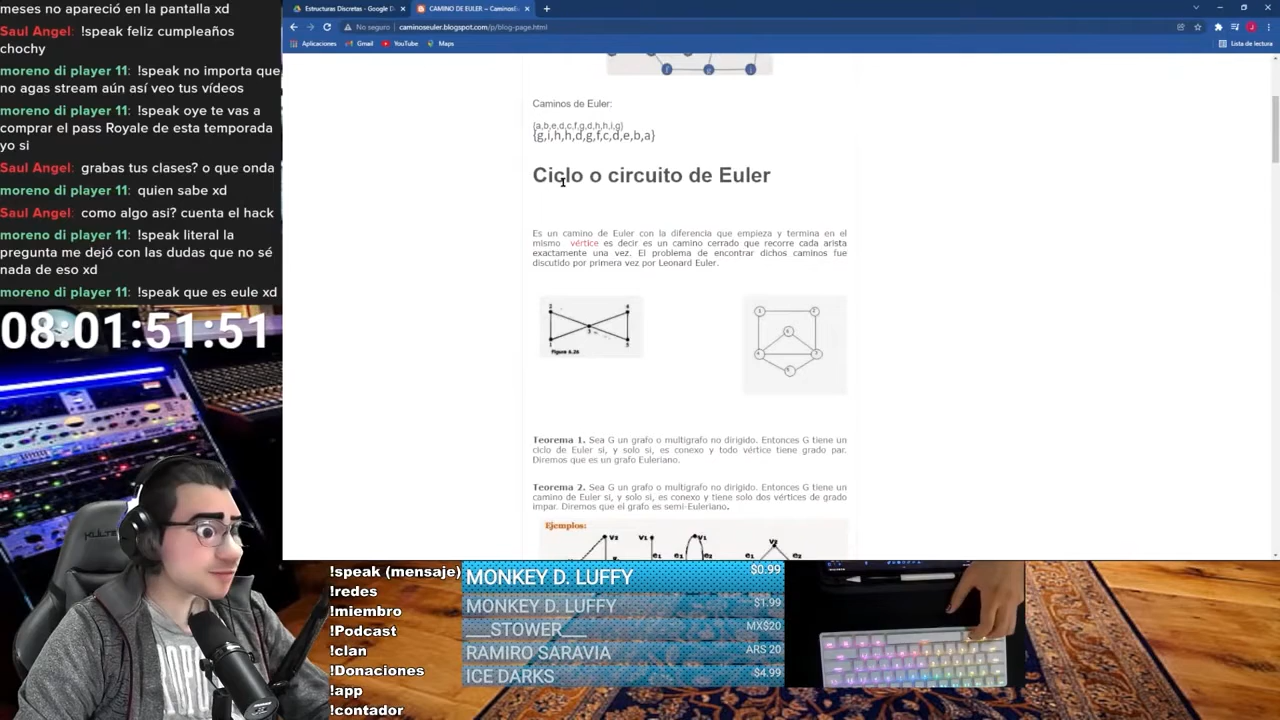 meses no apareció en la pantalla xd
Saul Angel: !speak feliz cumpleaños
chochy
moreno di player 11: !speak no importa que
no agas stream aún así veo tus vídeos
moreno di player 11: !speak oye te vas a
comprar el pass Royale de esta temporada
yo si
Saul Angel: grabas tus clases? o que onda
moreno di player 11: quien sabe xd
Saul Angel: como algo asi? cuenta el hack
moreno di player 11: !speak literal la
pregunta me dejó con las dudas que no sé
nada de eso xd
moreno di player 11: !speak que es eule xd
08:01:51:51
Estructuras Discretas - Google D
CAMINO DE EULER ~ Caminos
No seguro
caminoseuler.blogspot.com/p/blog-page.html
Aplicaciones
Gmail
YouTube
Maps
Lista de lectura
f g i
Caminos de Euler:
{a,b,e,d,c,f,g,d,h,h,i,g}
{g,i,h,h,d,g,f,c,d,e,b,a}
Ciclo o circuito de Euler
Es un camino de Euler con la diferencia que empieza y termina en el
mismo vértice es decir es un camino cerrado que recorre cada arista
exactamente una vez. El problema de encontrar dichos caminos fue
discutido por primera vez por Leonard Euler.
Figura 6.26
Teorema 1. Sea G un grafo o multigrafo no dirigido. Entonces G tiene un
ciclo de Euler si, y solo si, es conexo y todo vértice tiene grado par.
Diremos que es un grafo Euleriano.
Teorema 2. Sea G un grafo o multigrafo no dirigido. Entonces G tiene un
camino de Euler si, y solo si, es conexo y tiene solo dos vértices de grado
impar. Diremos que el grafo es semi-Euleriano.
Ejemplos:
v2 v1 v1 v2
e1 e2 e1 e2
!speak (mensaje)
!redes
!miembro
!Podcast
!clan
!Donaciones
!app
!contador
MONKEY D. LUFFY $0.99
MONKEY D. LUFFY $1.99
___STOWER___ MX$20
RAMIRO SARAVIA ARS 20
ICE DARKS $4.99